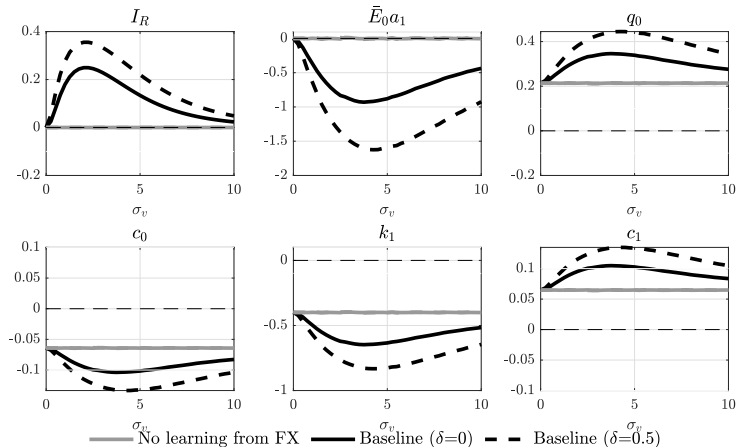 I_R
0.4
0.2
0
-0.2
0
5
10
σ_v
Ē_0 a_1
0
-0.5
-1
-1.5
-2
0
5
10
σ_v
q_0
0.4
0.2
0
-0.2
0
5
10
σ_v
c_0
0.1
0.05
0
-0.05
-0.1
0
5
10
σ_v
k_1
0
-0.5
-1
0
5
10
σ_v
c_1
0.1
0.05
0
-0.05
-0.1
0
5
10
σ_v
No learning from FX
Baseline (δ=0)
Baseline (δ=0.5)